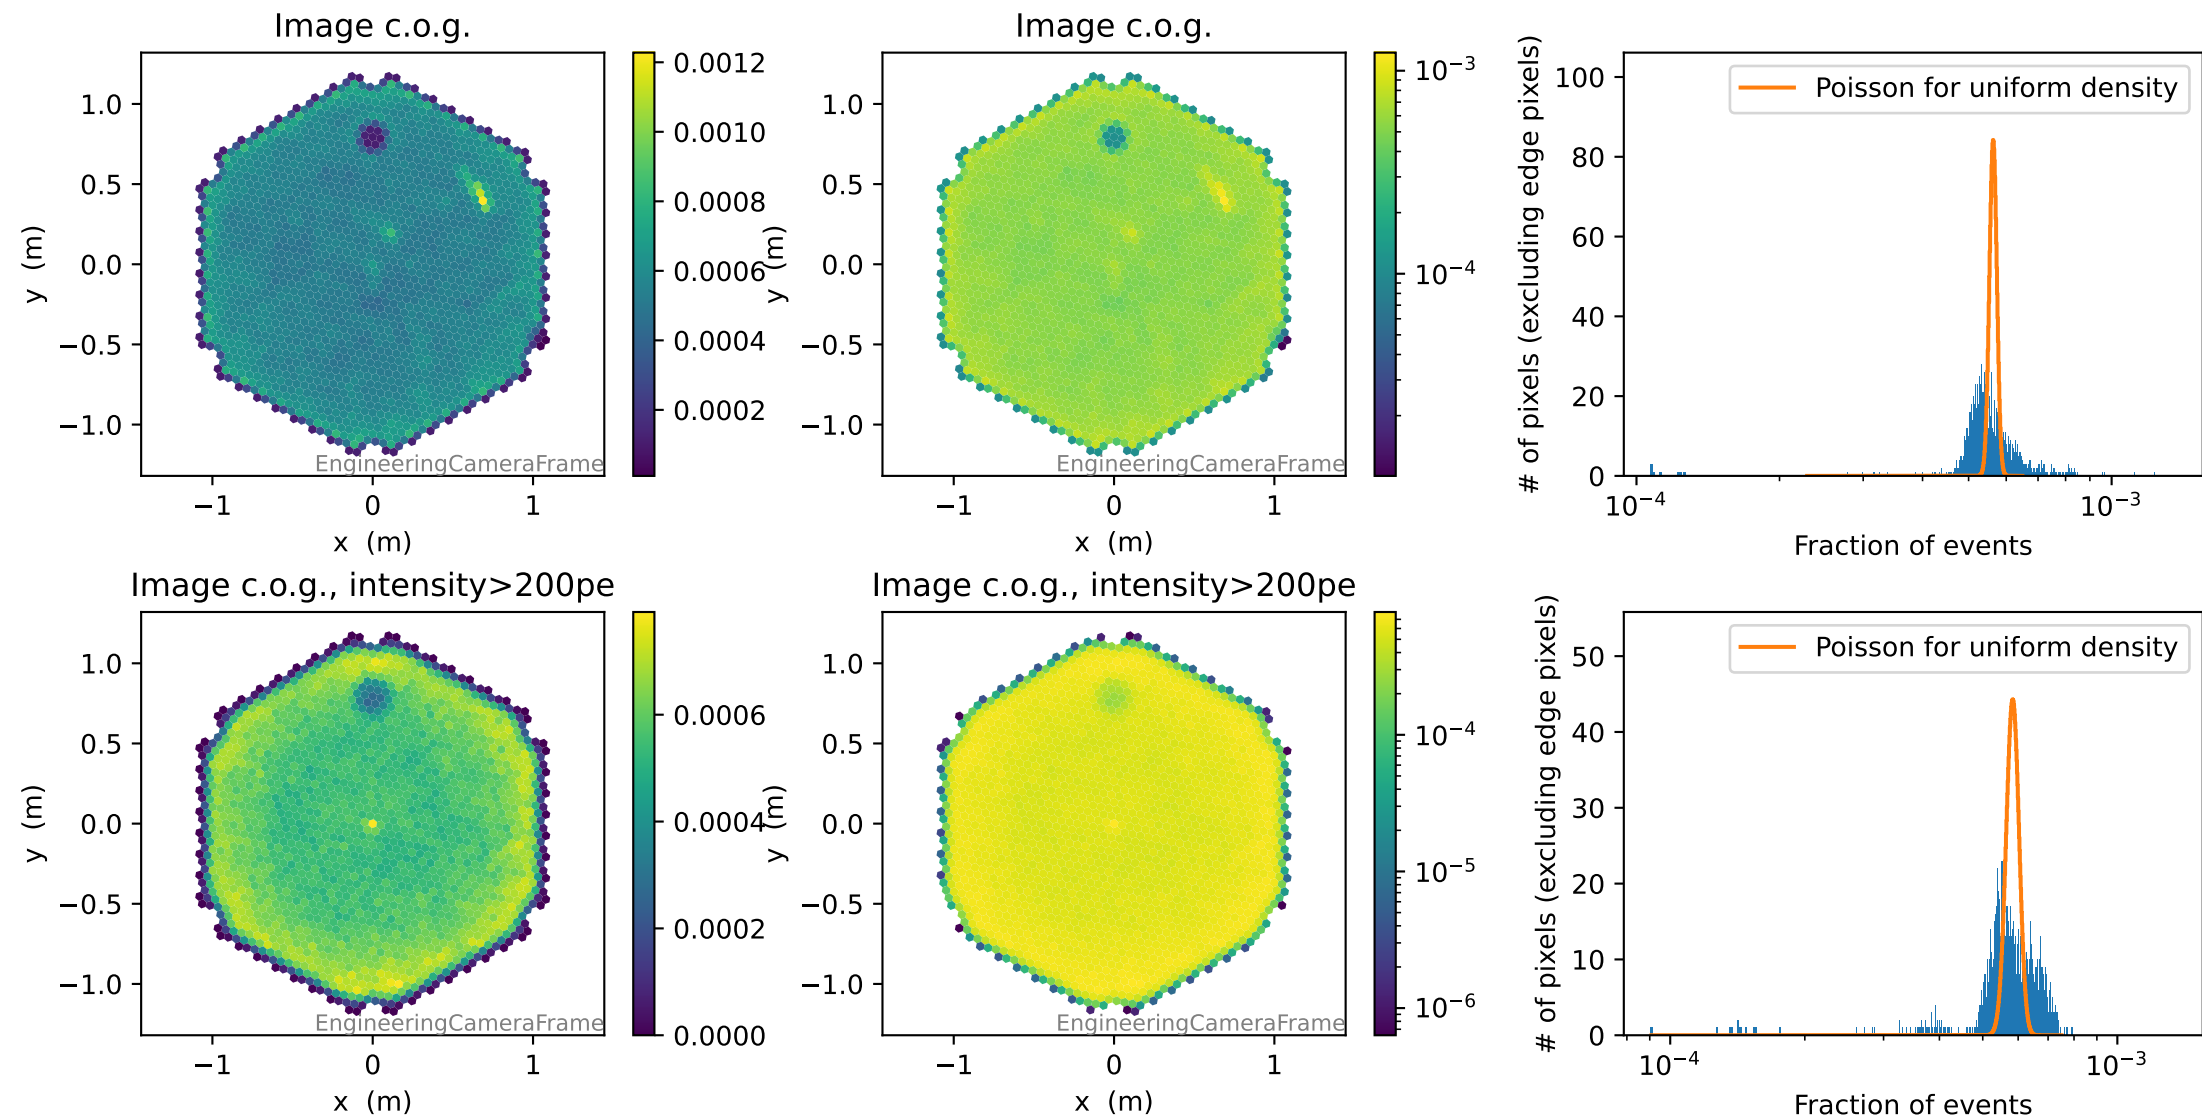 Image c.o.g.
y (m)
1.0
0.5
0.0
−0.5
−1.0
−1
0
1
x (m)
EngineeringCameraFrame
0.0012
0.0010
0.0008
0.0006
0.0004
0.0002
Image c.o.g.
y (m)
1.0
0.5
0.0
−0.5
−1.0
−1
0
1
x (m)
EngineeringCameraFrame
10⁻³
10⁻⁴
# of pixels (excluding edge pixels)
100
80
60
40
20
0
Poisson for uniform density
10⁻⁴
10⁻³
Fraction of events
Image c.o.g., intensity>200pe
y (m)
1.0
0.5
0.0
−0.5
−1.0
−1
0
1
x (m)
EngineeringCameraFrame
0.0006
0.0004
0.0002
0.0000
Image c.o.g., intensity>200pe
y (m)
1.0
0.5
0.0
−0.5
−1.0
−1
0
1
x (m)
EngineeringCameraFrame
10⁻⁴
10⁻⁵
10⁻⁶
# of pixels (excluding edge pixels)
50
40
30
20
10
0
Poisson for uniform density
10⁻⁴
10⁻³
Fraction of events